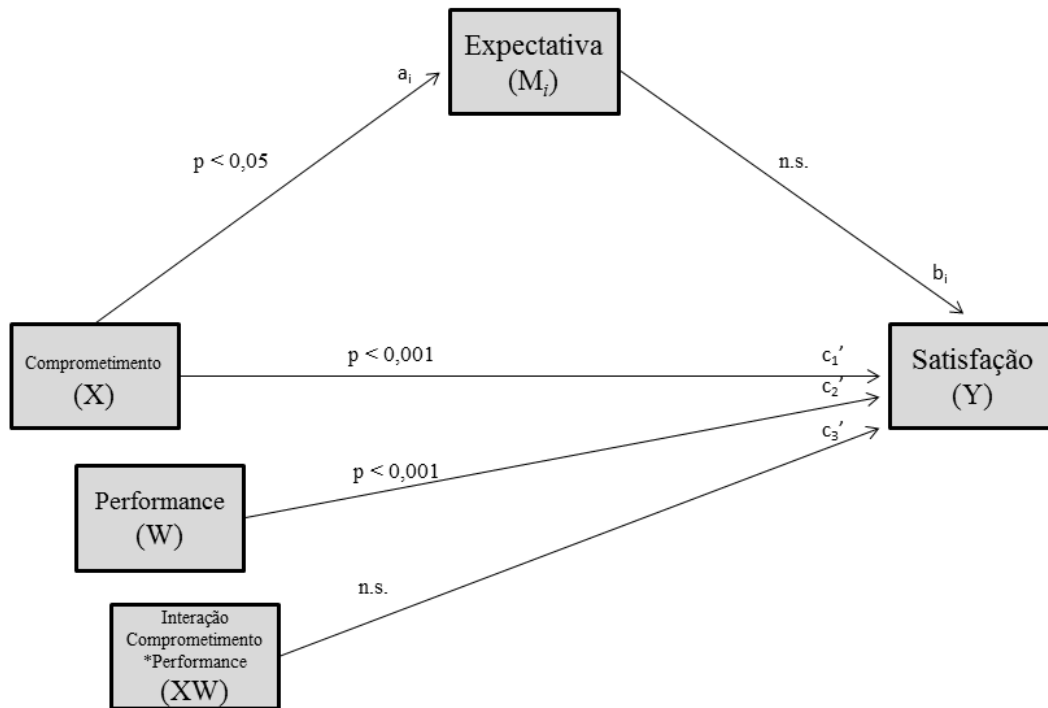 Expectativa
(Mi)
ai
p < 0,05
n.s.
bi
Comprometimento
(X)
p < 0,001
c1’
Satisfação
(Y)
c2’
c3’
Performance
(W)
p < 0,001
n.s.
Interação
Comprometimento
*Performance
(XW)